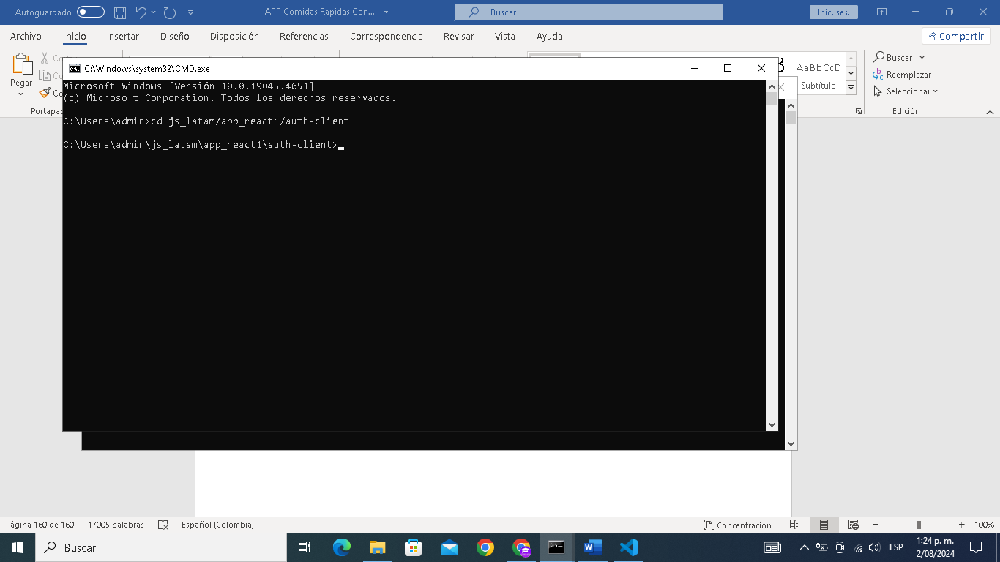 Autoguardado
APP Comidas Rapidas Con...
Buscar
Inic. ses.
Archivo Inicio Insertar Diseño Disposición Referencias Correspondencia Revisar Vista Ayuda
Compartir
Pegar
C:\Windows\system32\CMD.exe
AaBbCcD
Subtítulo
Buscar
Reemplazar
Seleccionar
Edición
Microsoft Windows [Versión 10.0.19045.4651]
(c) Microsoft Corporation. Todos los derechos reservados.
C:\Users\admin>cd js_latam/app_react1/auth-client
C:\Users\admin\js_latam\app_react1\auth-client>
Página 160 de 160 17005 palabras Español (Colombia)
Concentración
100%
Buscar
ESP
1:24 p. m.
2/08/2024